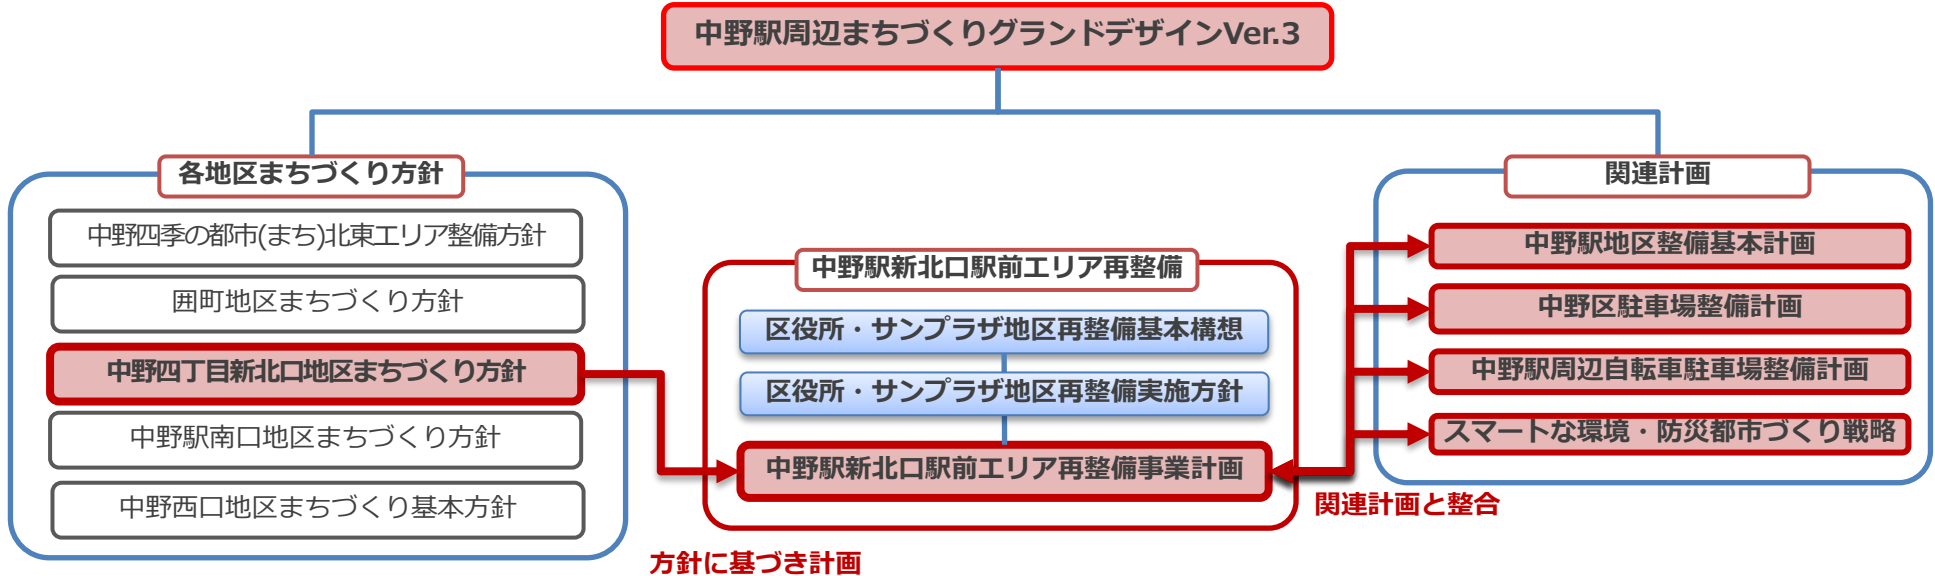 中野駅周辺まちづくりグランドデザインVer.3
各地区まちづくり方針
中野四季の都市(まち)北東エリア整備方針
囲町地区まちづくり方針
中野四丁目新北口地区まちづくり方針
中野駅南口地区まちづくり方針
中野西口地区まちづくり基本方針
方針に基づき計画
中野駅新北口駅前エリア再整備
区役所・サンプラザ地区再整備基本構想
区役所・サンプラザ地区再整備実施方針
中野駅新北口駅前エリア再整備事業計画
関連計画と整合
関連計画
中野駅地区整備基本計画
中野区駐車場整備計画
中野駅周辺自転車駐車場整備計画
スマートな環境・防災都市づくり戦略